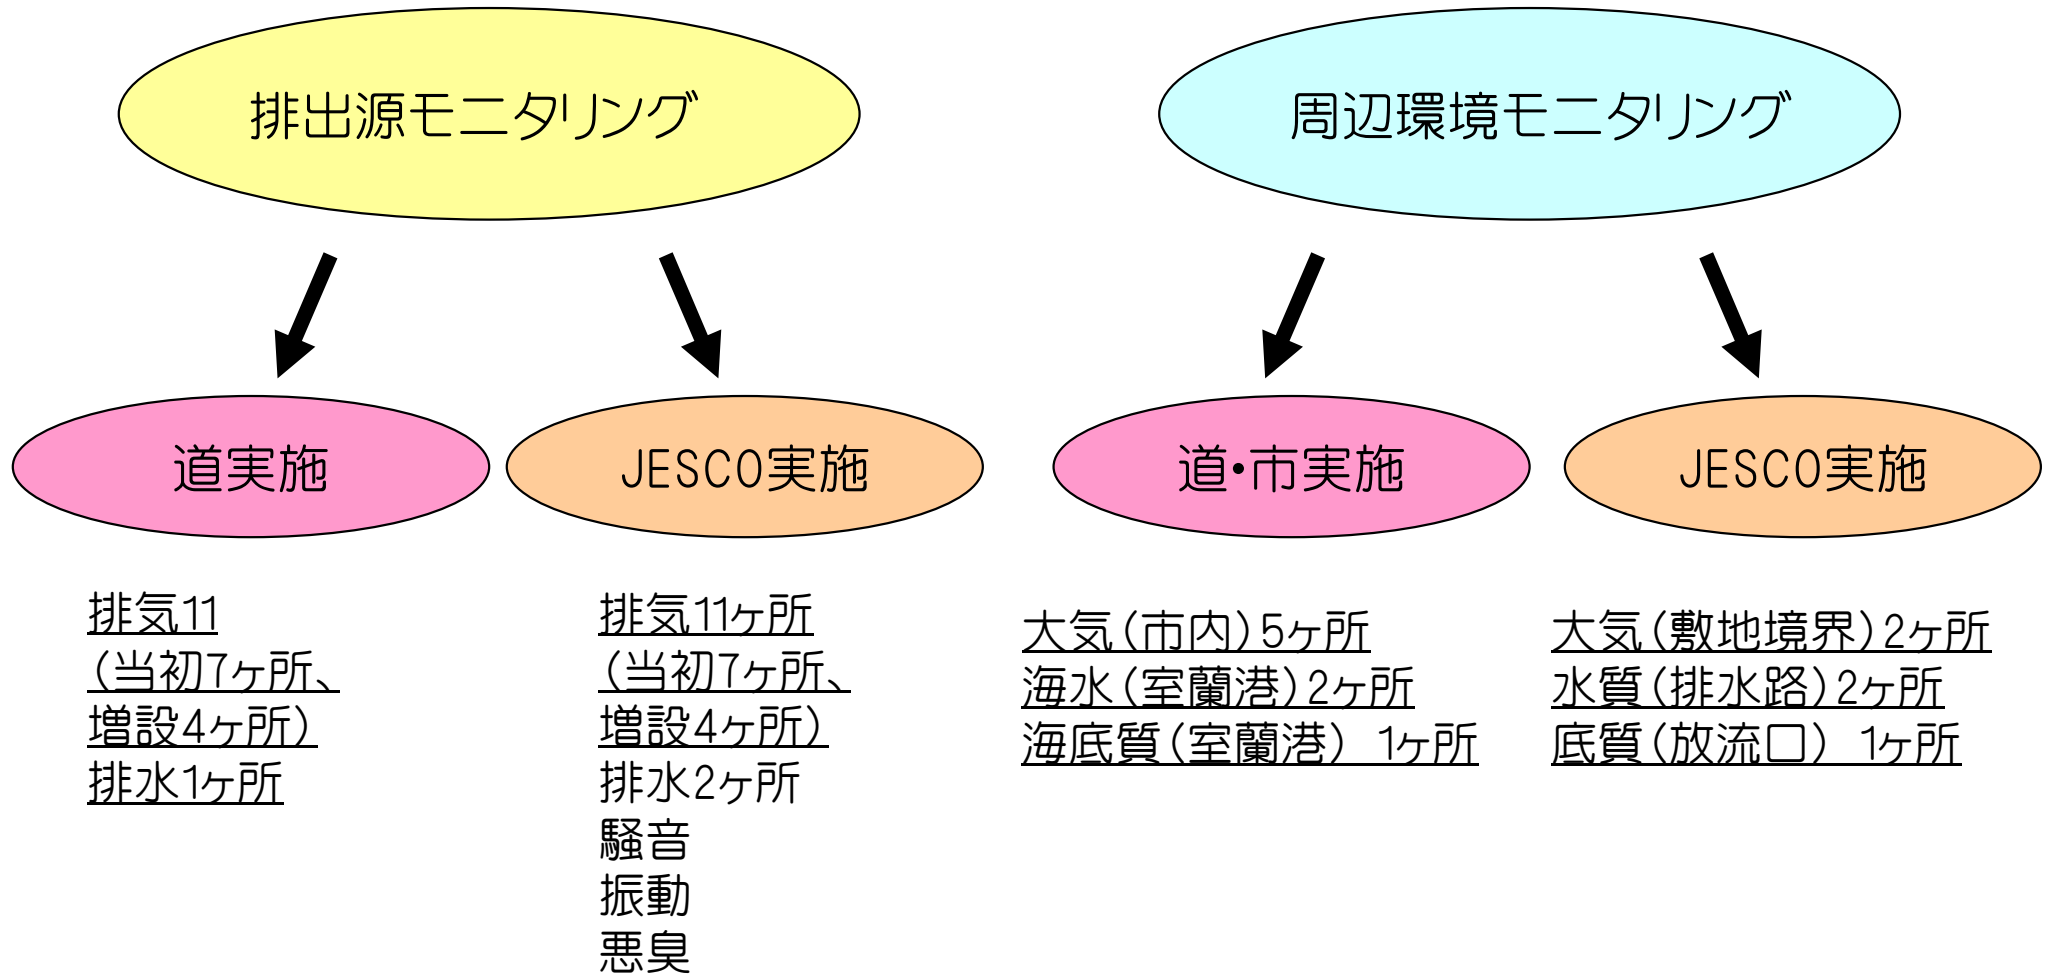 排出源モニタリング
周辺環境モニタリング
道実施
JESCO実施
道・市実施
JESCO実施
排気11
(当初7ヶ所、
増設4ヶ所)
排水1ヶ所
排気11ヶ所
(当初7ヶ所、
増設4ヶ所)
排水2ヶ所
騒音
振動
悪臭
大気(市内)5ヶ所
海水(室蘭港)2ヶ所
海底質(室蘭港) 1ヶ所
大気(敷地境界)2ヶ所
水質(排水路)2ヶ所
底質(放流口) 1ヶ所